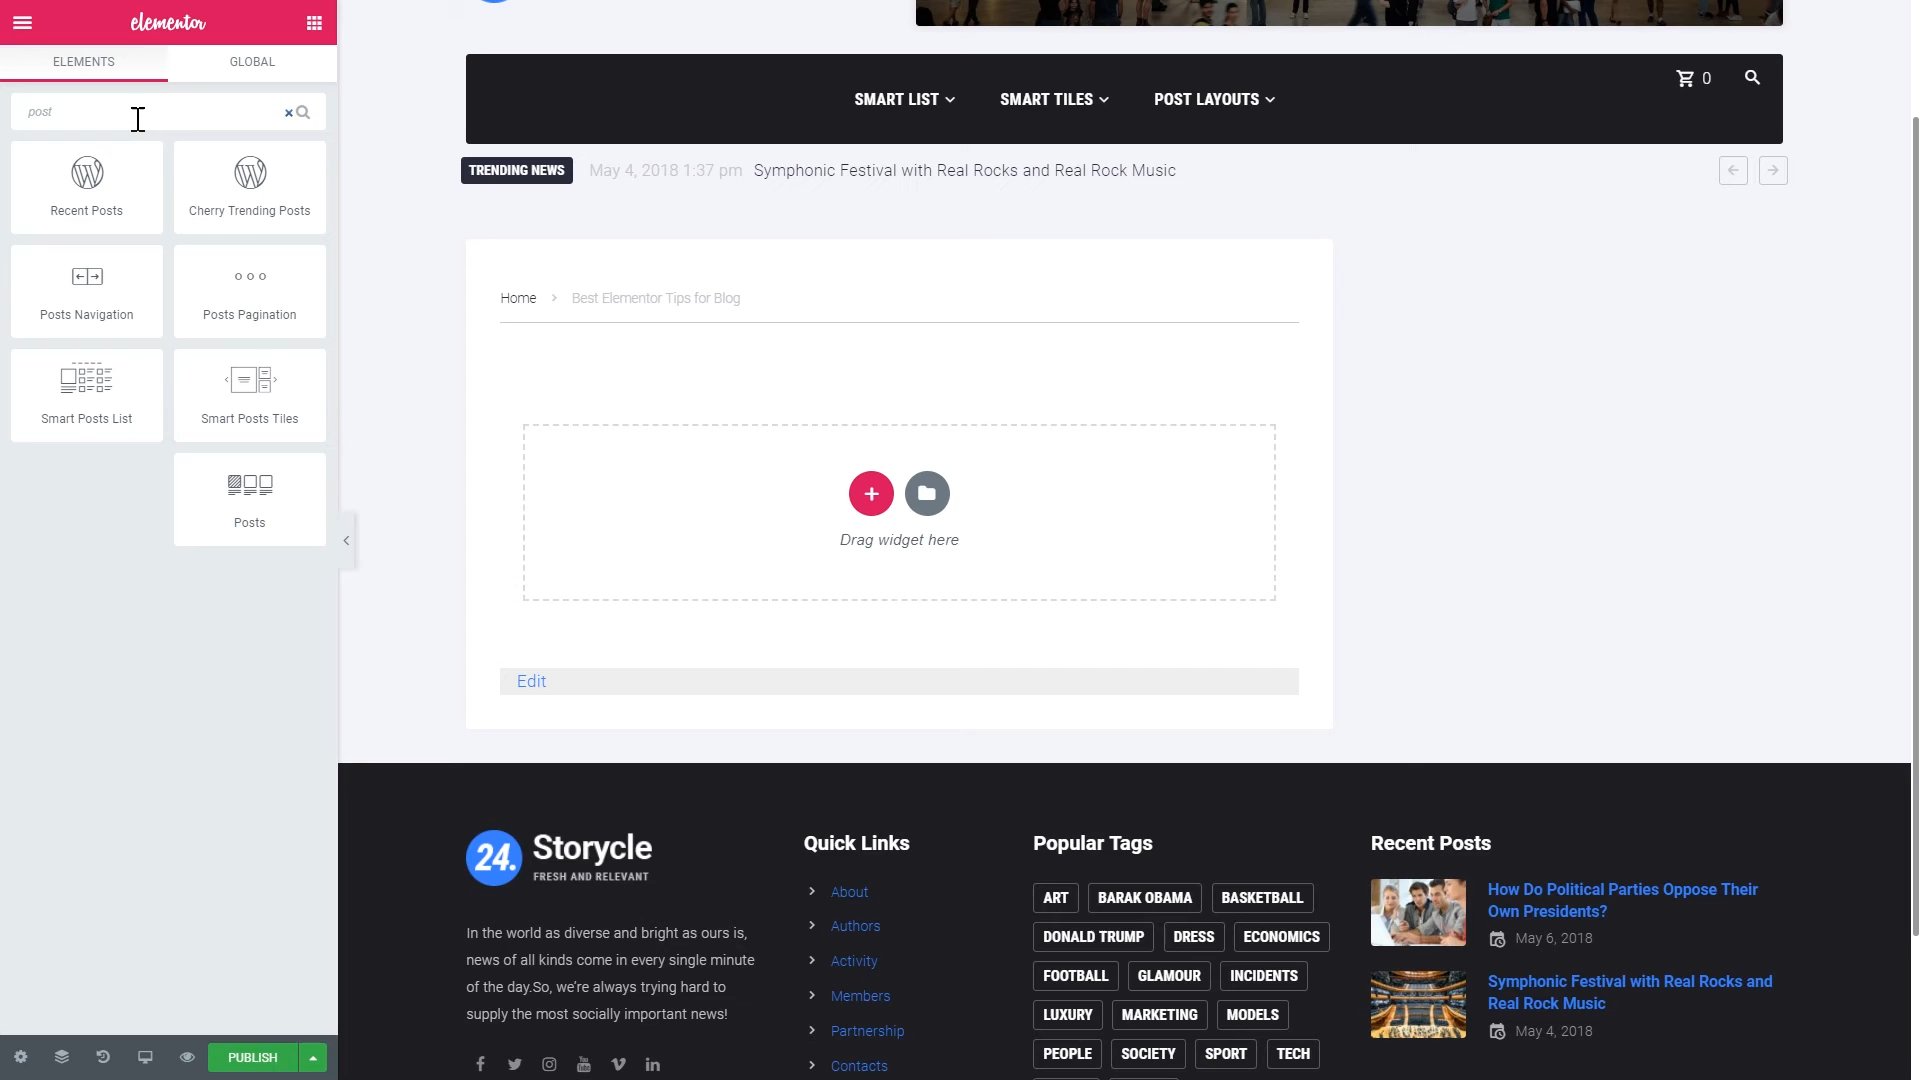 elementor
ELEMENTS
GLOBAL
post
Recent Posts
Cherry Trending Posts
Posts Navigation
Posts Pagination
Smart Posts List
Smart Posts Tiles
Posts
PUBLISH
SMART LIST
SMART TILES
POST LAYOUTS
0
TRENDING NEWS
May 4, 2018 1:37 pm
Symphonic Festival with Real Rocks and Real Rock Music
Home
Best Elementor Tips for Blog
Drag widget here
Edit
24.
Storycle
FRESH AND RELEVANT
In the world as diverse and bright as ours is,
news of all kinds come in every single minute
of the day.So, we're always trying hard to
supply the most socially important news!
You
Tube
Quick Links
About
Authors
Activity
Members
Partnership
Contacts
Popular Tags
ART
BARAK OBAMA
BASKETBALL
DONALD TRUMP
DRESS
ECONOMICS
FOOTBALL
GLAMOUR
INCIDENTS
LUXURY
MARKETING
MODELS
PEOPLE
SOCIETY
SPORT
TECH
Recent Posts
How Do Political Parties Oppose Their
Own Presidents?
May 6, 2018
Symphonic Festival with Real Rocks and
Real Rock Music
May 4, 2018